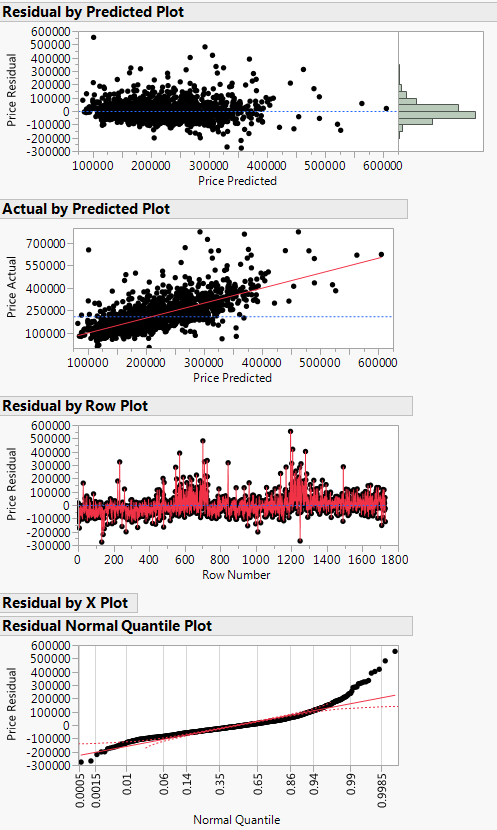 Residual by Predicted Plot
600000
500000
400000
300000
200000
100000
0
-100000
-200000
-300000
Price Residual
100000 200000 300000 400000 500000 600000
Price Predicted
Actual by Predicted Plot
700000
550000
400000
250000
100000
Price Actual
100000 200000 300000 400000 500000 600000
Price Predicted
Residual by Row Plot
600000
500000
400000
300000
200000
100000
0
-100000
-200000
-300000
Price Residual
0 200 400 600 800 1000 1200 1400 1600 1800
Row Number
Residual by X Plot
Residual Normal Quantile Plot
600000
500000
400000
300000
200000
100000
0
-100000
-200000
-300000
Price Residual
0.0005 0.0015 0.01 0.06 0.14 0.35 0.65 0.86 0.94 0.99 0.9985
Normal Quantile